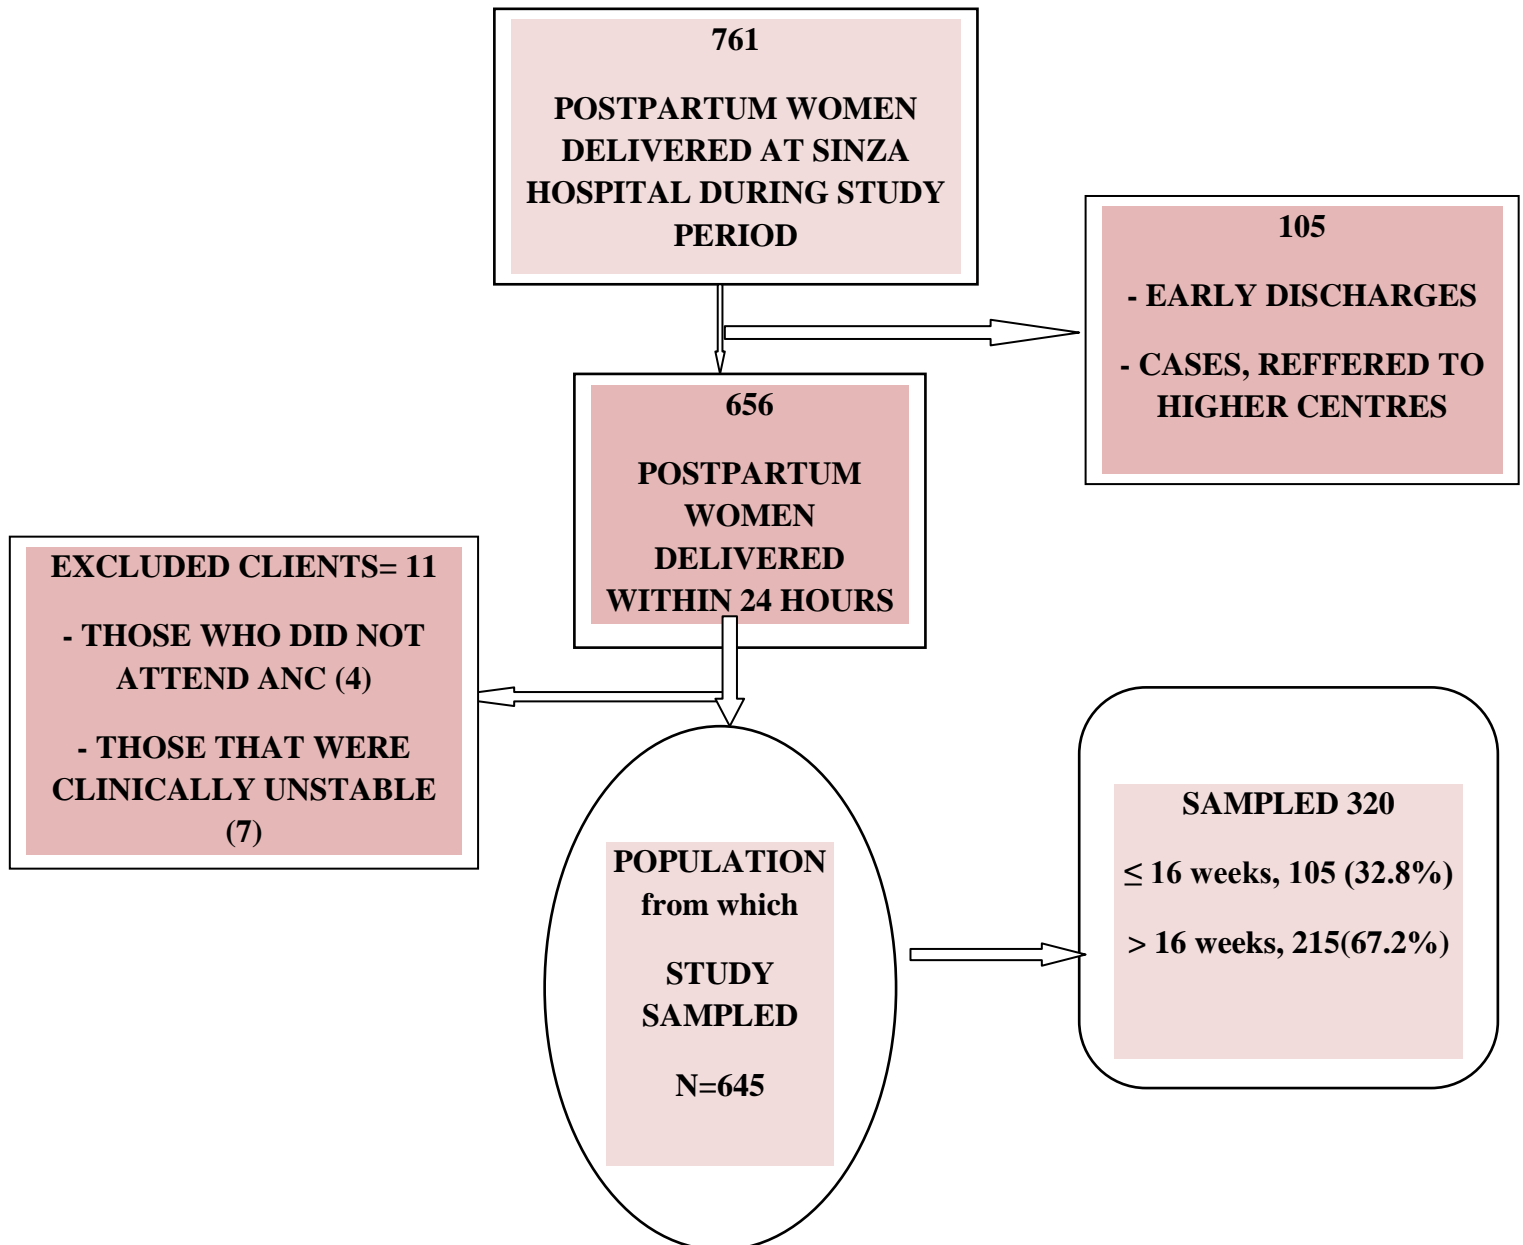 761
POSTPARTUM WOMEN
DELIVERED AT SINZA
HOSPITAL DURING STUDY
PERIOD
105
- EARLY DISCHARGES
- CASES, REFFERED TO
HIGHER CENTRES
656
POSTPARTUM
WOMEN
DELIVERED
WITHIN 24 HOURS
EXCLUDED CLIENTS= 11
- THOSE WHO DID NOT
ATTEND ANC (4)
- THOSE THAT WERE
CLINICALLY UNSTABLE
(7)
POPULATION
from which
STUDY
SAMPLED
N=645
SAMPLED 320
≤ 16 weeks, 105 (32.8%)
> 16 weeks, 215(67.2%)